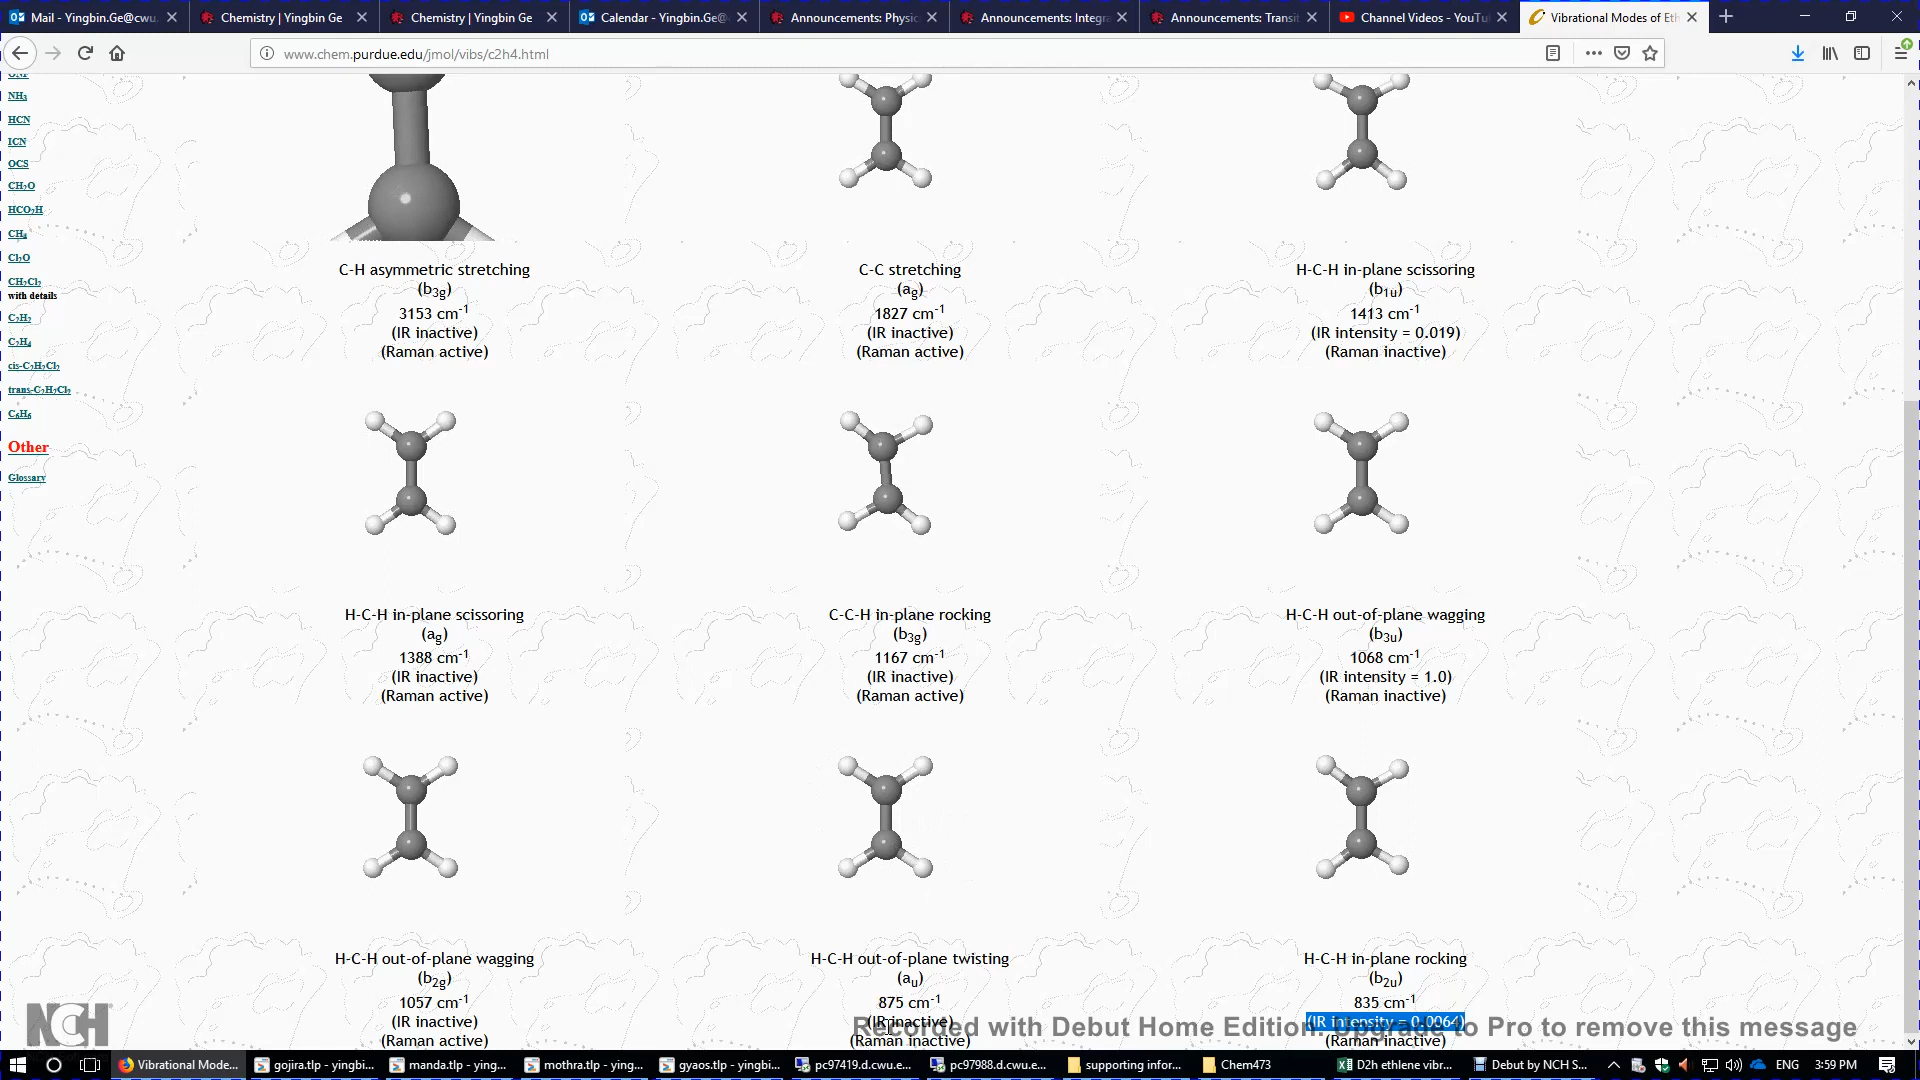 Mail - Yingbin.Ge@cwu.
Chemistry | Yingbin Ge
Chemistry | Yingbin Ge
Calendar - Yingbin.Ge@
Announcements: Physic
Announcements: Integr
Announcements: Transit
Channel Videos - YouTu
Vibrational Modes of Eth
www.chem.purdue.edu/jmol/vibs/c2h4.html
NH3
HCN
ICN
OCS
CH2O
HCO2H
CH4
Cl2O
CH2Cl2
with details
C2H2
C2H4
cis-C2H2Cl2
trans-C2H2Cl2
C6H6
Other
Glossary
C-H asymmetric stretching
(b3g)
3153 cm-1
(IR inactive)
(Raman active)
C-C stretching
(ag)
1827 cm-1
(IR inactive)
(Raman active)
H-C-H in-plane scissoring
(b1u)
1413 cm-1
(IR intensity = 0.019)
(Raman inactive)
H-C-H in-plane scissoring
(ag)
1388 cm-1
(IR inactive)
(Raman active)
C-C-H in-plane rocking
(b3g)
1167 cm-1
(IR inactive)
(Raman active)
H-C-H out-of-plane wagging
(b3u)
1068 cm-1
(IR intensity = 1.0)
(Raman inactive)
H-C-H out-of-plane wagging
(b2g)
1057 cm-1
(IR inactive)
(Raman active)
H-C-H out-of-plane twisting
(au)
875 cm-1
(IR inactive)
(Raman inactive)
H-C-H in-plane rocking
(b2u)
835 cm-1
(IR intensity = 0.0064)
(Raman inactive)
NCH
Recorded with Debut Home Edition. Upgrade to Pro to remove this message
Vibrational Mode...
gojira.tlp - yingbi...
manda.tlp - ying...
mothra.tlp - ying...
gyaos.tlp - yingbi...
pc97419.d.cwu.e...
pc97988.d.cwu.e...
supporting infor...
Chem473
D2h ethlene vibr...
Debut by NCH S...
ENG
3:59 PM